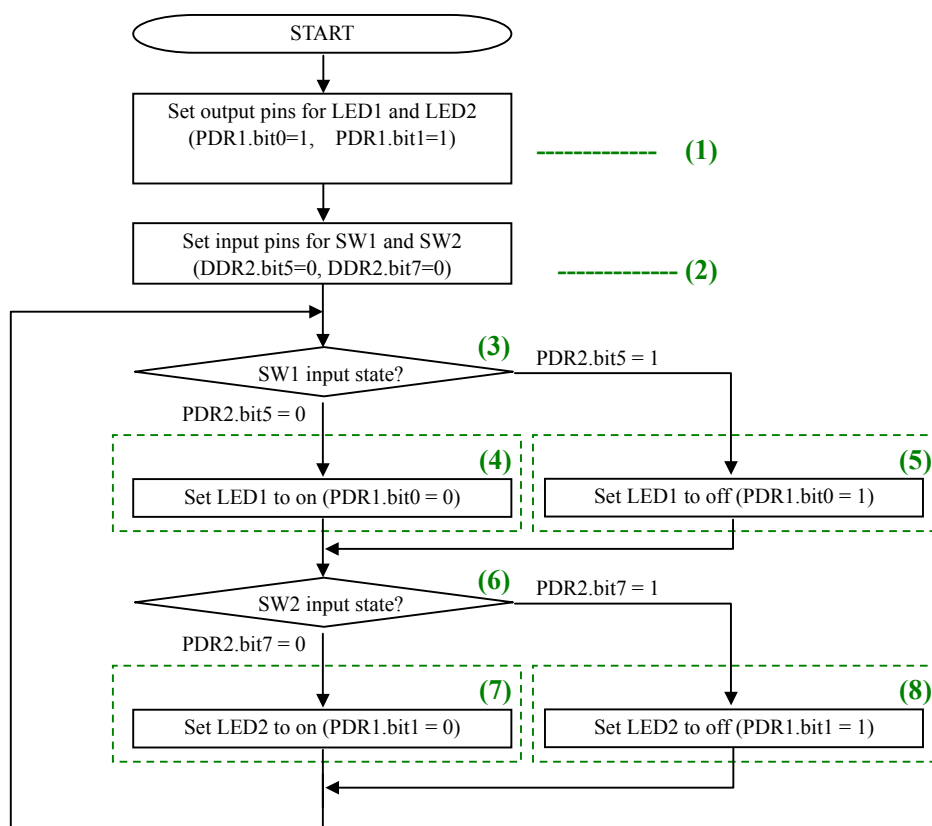 START
Set output pins for LED1 and LED2
(PDR1.bit0=1, PDR1.bit1=1)
(1)
Set input pins for SW1 and SW2
(DDR2.bit5=0, DDR2.bit7=0)
(2)
(3)
PDR2.bit5 = 1
SW1 input state?
PDR2.bit5 = 0
(4)
(5)
Set LED1 to on (PDR1.bit0 = 0)
Set LED1 to off (PDR1.bit0 = 1)
(6)
PDR2.bit7 = 1
SW2 input state?
PDR2.bit7 = 0
(7)
(8)
Set LED2 to on (PDR1.bit1 = 0)
Set LED2 to off (PDR1.bit1 = 1)